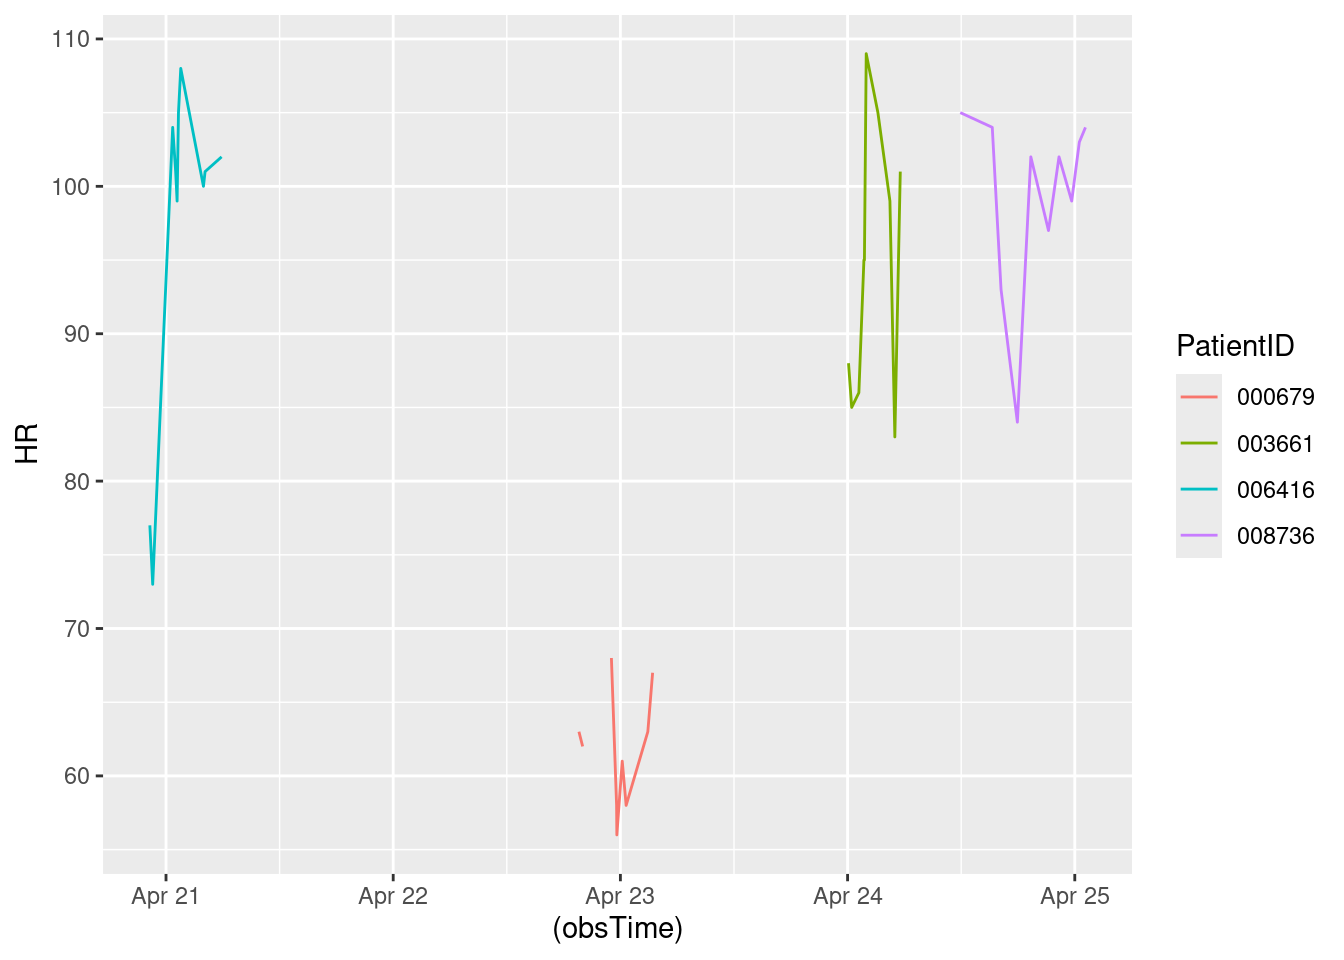 110
100
90
80
70
60
HR
Apr 21
Apr 22
Apr 23
Apr 24
Apr 25
(obsTime)
PatientID
000679
003661
006416
008736